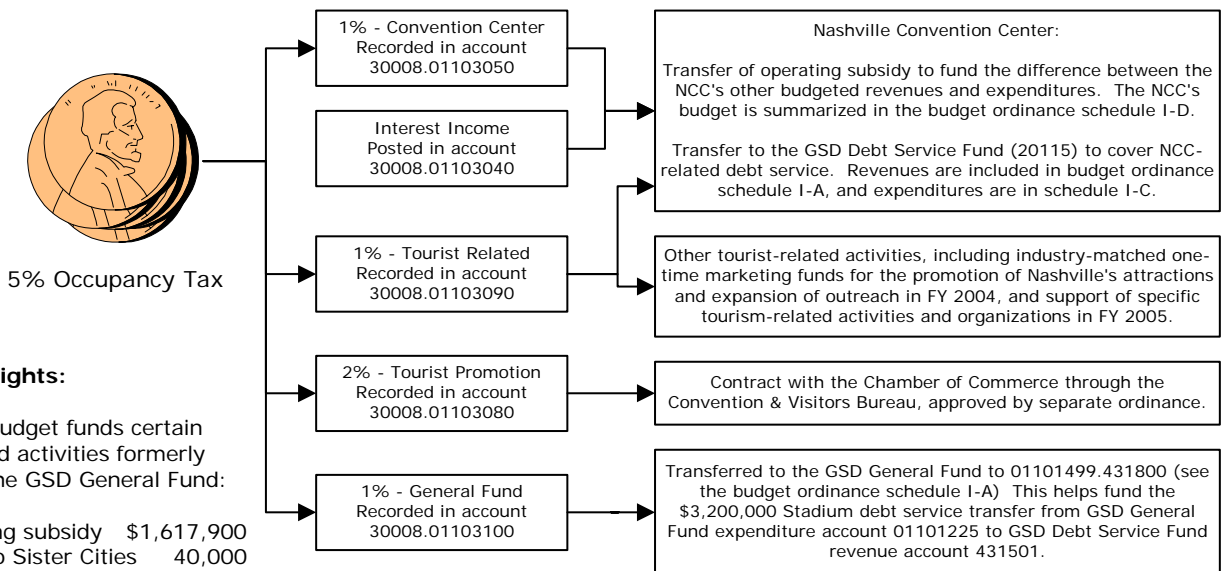 1% - Convention Center
Recorded in account
30008.01103050
Interest Income
Posted in account
30008.01103040
Nashville Convention Center:
Transfer of operating subsidy to fund the difference between the
NCC's other budgeted revenues and expenditures. The NCC's
budget is summarized in the budget ordinance schedule I-D.
Transfer to the GSD Debt Service Fund (20115) to cover NCC-
related debt service. Revenues are included in budget ordinance
schedule I-A, and expenditures are in schedule I-C.
5% Occupancy Tax
1% - Tourist Related
Recorded in account
30008.01103090
Other tourist-related activities, including industry-matched one-
time marketing funds for the promotion of Nashville's attractions
and expansion of outreach in FY 2004, and support of specific
tourism-related activities and organizations in FY 2005.
2% - Tourist Promotion
Recorded in account
30008.01103080
Contract with the Chamber of Commerce through the
Convention & Visitors Bureau, approved by separate ordinance.
1% - General Fund
Recorded in account
30008.01103100
Transferred to the GSD General Fund to 01101499.431800 (see
the budget ordinance schedule I-A) This helps fund the
$3,200,000 Stadium debt service transfer from GSD General
Fund expenditure account 01101225 to GSD Debt Service Fund
revenue account 431501.
ights:
udget funds certain
d activities formerly
he GSD General Fund:
ng subsidy $1,617,900
o Sister Cities 40,000